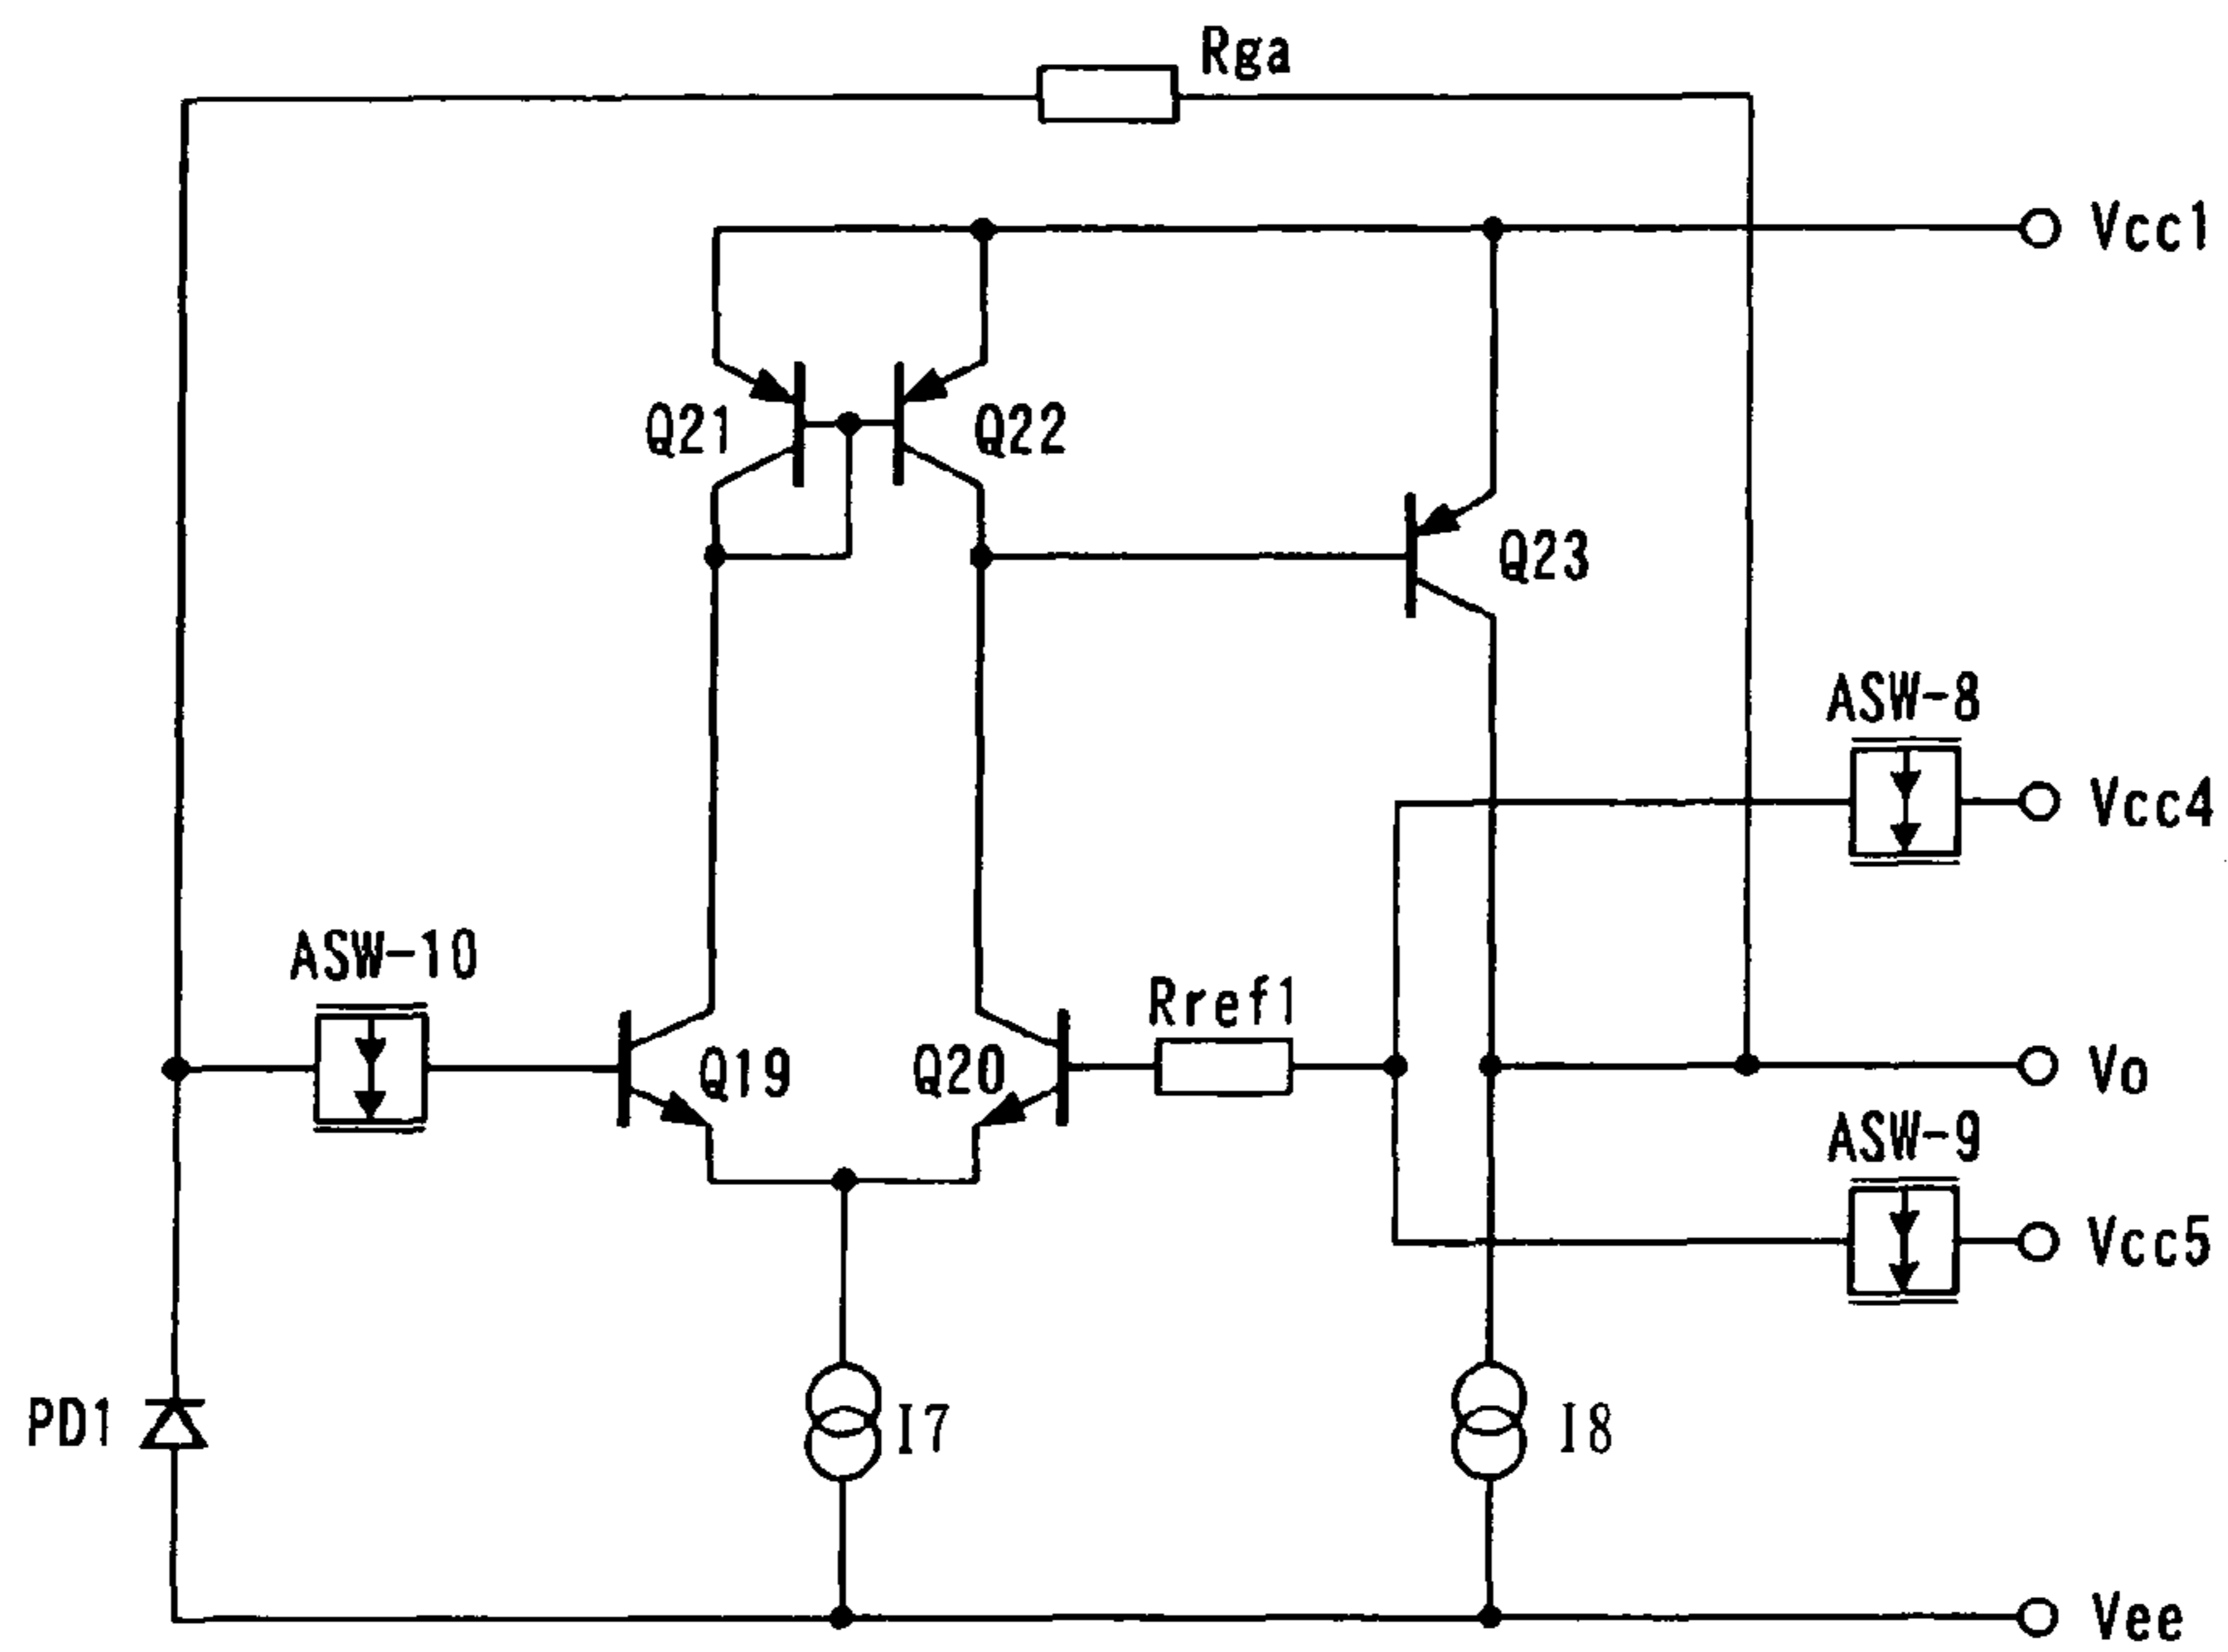 Rga
Vcc1
Q21
Q22
Q23
ASW-8
Vcc4
ASW-10
Rref1
Q19
Q20
Vo
ASW-9
Vcc5
PD1
I7
I8
Vee